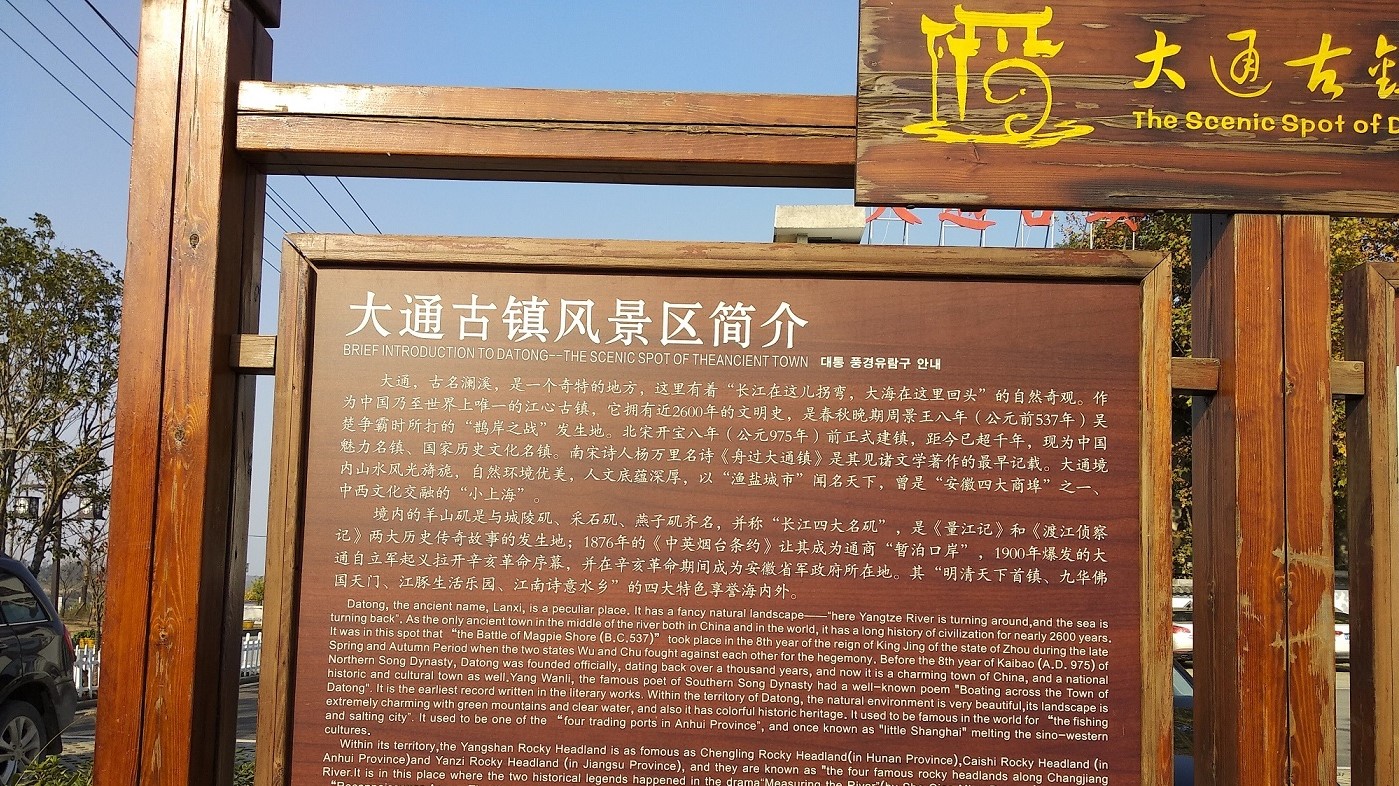 大通古镇
The Scenic Spot of D
大通古镇
大通古镇风景区简介
BRIEF INTRODUCTION TO DATONG--THE SCENIC SPOT OF THEANCIENT TOWN 대통 풍경유람구 안내
大通，古名澜溪，是一个奇特的地方，这里有着“长江在这儿拐弯，大海在这里回头”的自然奇观。作
为中国乃至世界上唯一的江心古镇，它拥有近2600年的文明史，是春秋晚期周景王八年（公元前537年）吴
楚争霸时所打的“鹊岸之战”发生地。北宋开宝八年（公元975年）前正式建镇，距今已超千年，现为中国
魅力名镇、国家历史文化名镇。南宋诗人杨万里名诗《舟过大通镇》是其见诸文学著作的最早记载。大通境
内山水风光旖旎，自然环境优美，人文底蕴深厚，以“渔盐城市”闻名天下，曾是“安徽四大商埠”之一、
中西文化交融的“小上海”。
境内的羊山矶是与城陵矶、采石矶、燕子矶齐名，并称“长江四大名矶”，是《量江记》和《渡江侦察
记》两大历史传奇故事的发生地；1876年的《中英烟台条约》让其成为通商“暂泊口岸”，1900年爆发的大
通自立军起义拉开辛亥革命序幕，并在辛亥革命期间成为安徽省军政府所在地。其“明清天下首镇、九华佛
国天门、江豚生活乐园、江南诗意水乡”的四大特色享誉海内外。
Datong, the ancient name, Lanxi, is a peculiar place. It has a fancy natural landscape——"here Yangtze River is turning around,and the sea is
turning back". As the only ancient town in the middle of the river both in China and in the world, it has a long history of civilization for nearly 2600 years.
It was in this spot that “the Battle of Magpie Shore (B.C.537)” took place in the 8th year of the reign of King Jing of the state of Zhou during the late
Spring and Autumn Period when the two states Wu and Chu fought against each other for the hegemony. Before the 8th year of Kaibao (A.D. 975) of
Northern Song Dynasty, Datong was founded officially, dating back over a thousand years, and now it is a charming town of China, and a national
historic and cultural town as well.Yang Wanli, the famous poet of Southern Song Dynasty had a well-known poem "Boating across the Town of
Datong". It is the earliest record written in the literary works. Within the territory of Datong, the natural environment is very beautiful,its landscape is
extremely charming with green mountains and clear water, and also it has colorful historic heritage. It used to be famous in the world for “the fishing
and salting city". It used to be one of the “four trading ports in Anhui Province", and once known as "little Shanghai" melting the sino-western
cultures.
Within its territory,the Yangshan Rocky Headland is as fomous as Chengling Rocky Headland(in Hunan Province),Caishi Rocky Headland (in
Anhui Province)and Yanzi Rocky Headland (in Jiangsu Province), and they are known as "the four famous rocky headlands along Changjiang
River.It is in this place where the two historical legends happened in the drama"Measuring the River"(by